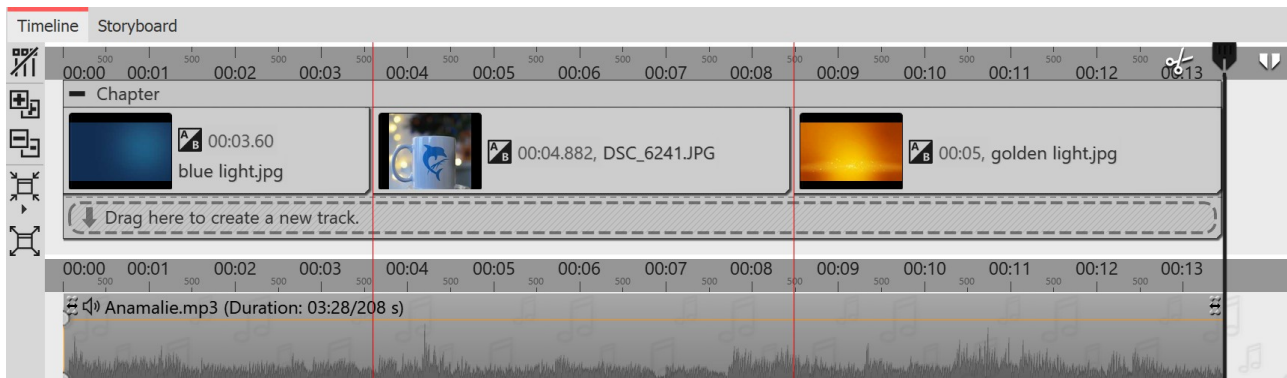 Timeline Storyboard
500 500 500 500 500 500 500 500 500 500 500 500 500
00:00 00:01 00:02 00:03 00:04 00:05 00:06 00:07 00:08 00:09 00:10 00:11 00:12 00:13
Chapter
A B 00:03.60
blue light.jpg
A B 00:04.882, DSC_6241.JPG
A B 00:05, golden light.jpg
Drag here to create a new track.
00:00 00:01 00:02 00:03 00:04 00:05 00:06 00:07 00:08 00:09 00:10 00:11 00:12 00:13
500 500 500 500 500 500 500 500 500 500 500 500 500
Anamalie.mp3 (Duration: 03:28/208 s)